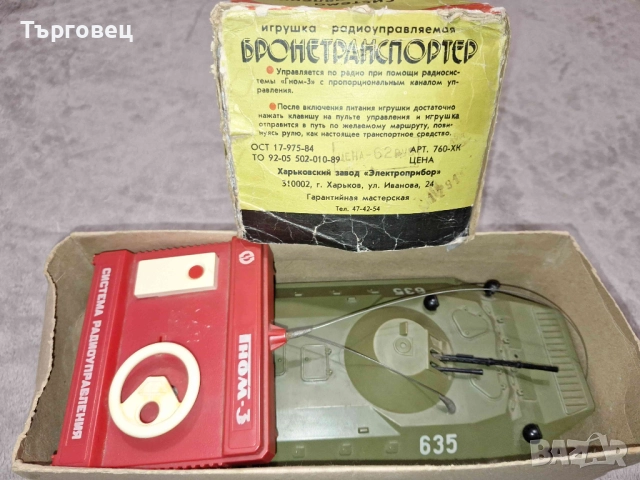 Търговец
игрушка радиоуправляемая
БРОНЕТРАНСПОРТЕР
● Управляется по радио при помощи радиосис-
темы «Гном-3» с пропорциональным каналом уп-
равления.
● После включения питания игрушки достаточно
нажать клавишу на пульте управления и игрушка
отправится в путь по желаемому маршруту, пови-
нуясь рулю, как настоящее транспортное средство.
ОСТ 17-975-84
АРТ. 760-ХК
ТО 92-05 502-010-89
ЦЕНА
Харьковский завод «Электроприбор»
310002, г. Харьков, ул. Иванова, 24
Гарантийная мастерская
Тел. 47-42-54
СИСТЕМА РАДИОУПРАВЛЕНИЯ
ГНОМ-3
635
635
BAZAR